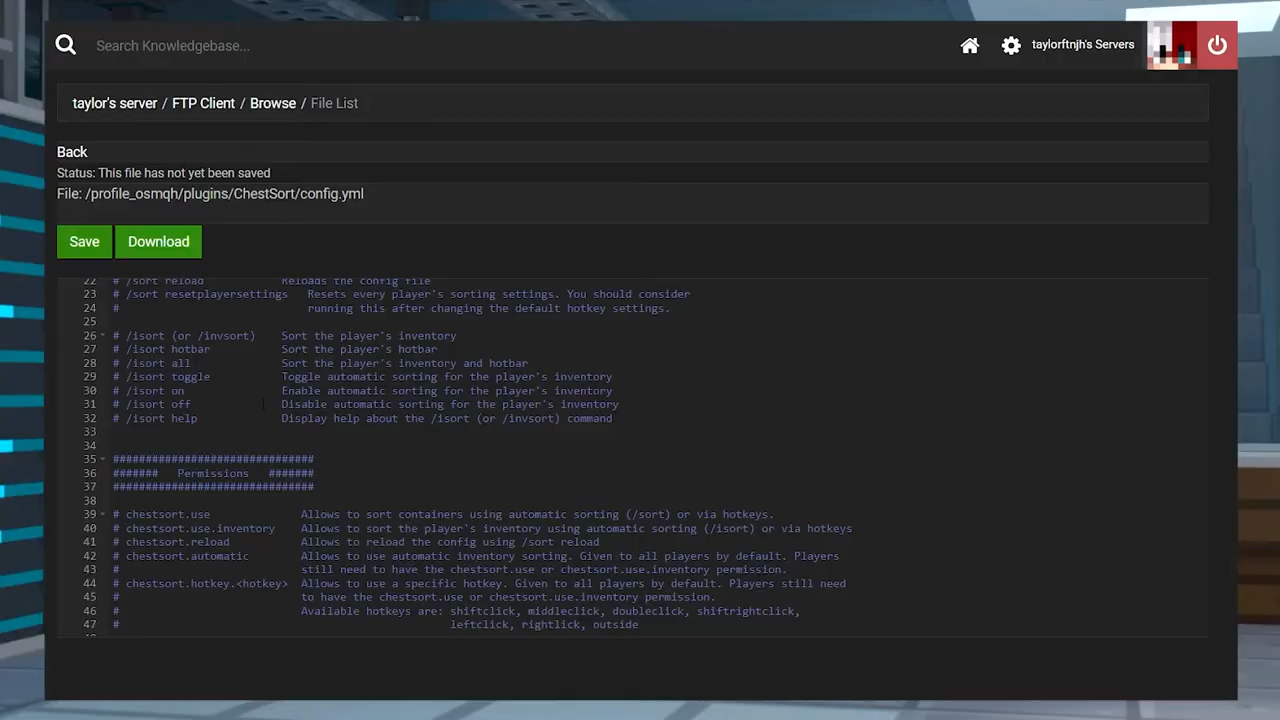 Search Knowledgebase...
taylorftnjh's Servers
taylor's server / FTP Client / Browse / File List
Back
Status: This file has not yet been saved
File: /profile_osmqh/plugins/ChestSort/config.yml
Save
Download
22 # /sort reload Reloads the config file
23 # /sort resetplayersettings Resets every player's sorting settings. You should consider
24 # running this after changing the default hotkey settings.
25
26 # /isort (or /invsort) Sort the player's inventory
27 # /isort hotbar Sort the player's hotbar
28 # /isort all Sort the player's inventory and hotbar
29 # /isort toggle Toggle automatic sorting for the player's inventory
30 # /isort on Enable automatic sorting for the player's inventory
31 # /isort off Disable automatic sorting for the player's inventory
32 # /isort help Display help about the /isort (or /invsort) command
33
34
35 ###############################
36 ####### Permissions #######
37 ###############################
38
39 # chestsort.use Allows to sort containers using automatic sorting (/sort) or via hotkeys.
40 # chestsort.use.inventory Allows to sort the player's inventory using automatic sorting (/isort) or via hotkeys
41 # chestsort.reload Allows to reload the config using /sort reload
42 # chestsort.automatic Allows to use automatic inventory sorting. Given to all players by default. Players
43 # still need to have the chestsort.use or chestsort.use.inventory permission.
44 # chestsort.hotkey.<hotkey> Allows to use a specific hotkey. Given to all players by default. Players still need
45 # to have the chestsort.use or chestsort.use.inventory permission.
46 # Available hotkeys are: shiftclick, middleclick, doubleclick, shiftrightclick,
47 # leftclick, rightlick, outside